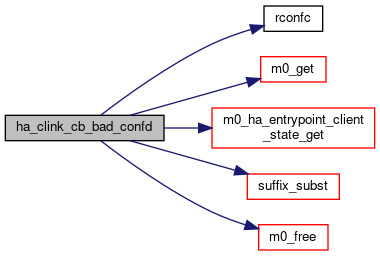 rconfc
m0_get
ha_clink_cb_bad_confd
m0_ha_entrypoint_client
_state_get
suffix_subst
m0_free